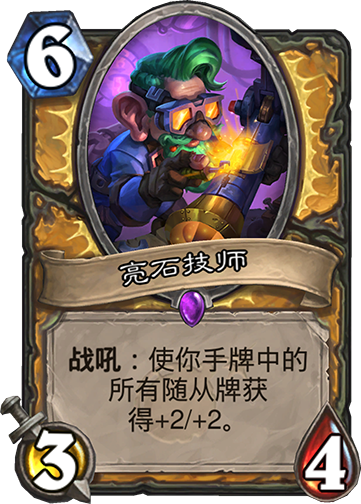 6
亮石技师
战吼：使你手牌中的
所有随从牌获
得+2/+2。
3
4